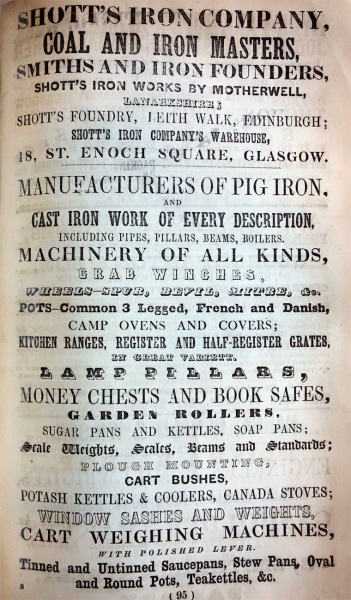 SHOTT'S IRON COMPANY,
COAL AND IRON MASTERS,
SMITHS AND IRON FOUNDERS,
SHOTT'S IRON WORKS BY MOTHERWELL,
LANARKSHIRE;
SHOTT'S FOUNDRY, LEITH WALK, EDINBURGH;
SHOTT'S IRON COMPANY'S WAREHOUSE,
18, ST. ENOCH SQUARE, GLASGOW.
MANUFACTURERS OF PIG IRON,
AND
CAST IRON WORK OF EVERY DESCRIPTION,
INCLUDING PIPES, PILLARS, BEAMS, BOILERS.
MACHINERY OF ALL KINDS,
GRAB WINCHES,
WHEELS—SPUR, BEVIL, MITRE, &c.
POTS—Common 3 Legged, French and Danish,
CAMP OVENS AND COVERS;
KITCHEN RANGES, REGISTER AND HALF-REGISTER GRATES,
IN GREAT VARIETY.
LAMP PILLARS,
MONEY CHESTS AND BOOK SAFES,
GARDEN ROLLERS,
SUGAR PANS AND KETTLES, SOAP PANS;
Scale Weights, Scales, Beams and Standards;
PLOUGH MOUNTING,
CART BUSHES,
POTASH KETTLES & COOLERS, CANADA STOVES;
WINDOW SASHES AND WEIGHTS,
CART WEIGHING MACHINES,
WITH POLISHED LEVER.
Tinned and Untinned Saucepans, Stew Pans, Oval
and Round Pots, Teakettles, &c.
(95)